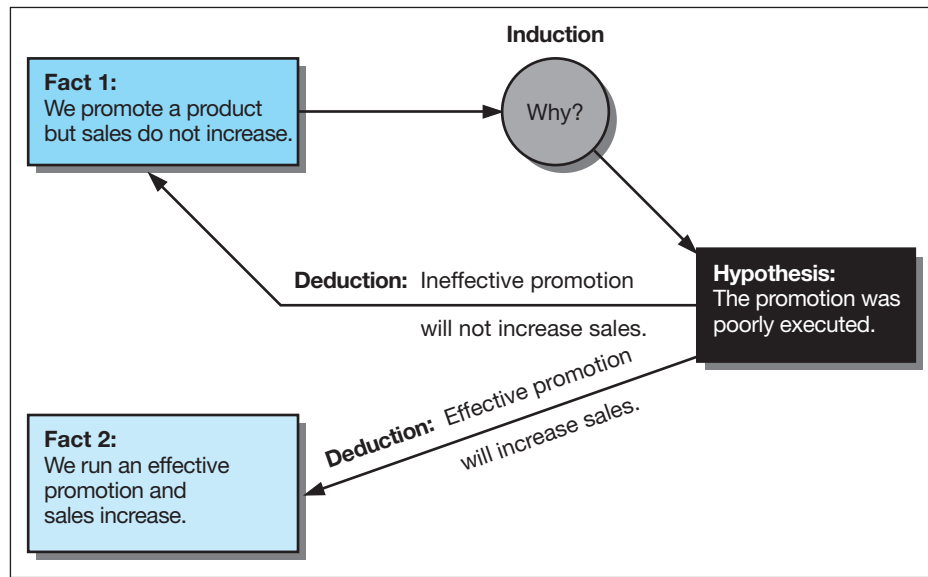 Induction
Fact 1:
We promote a product
but sales do not increase.
Why?
Hypothesis:
The promotion was
poorly executed.
Deduction: Ineffective promotion
will not increase sales.
Deduction: Effective promotion
will increase sales.
Fact 2:
We run an effective
promotion and
sales increase.